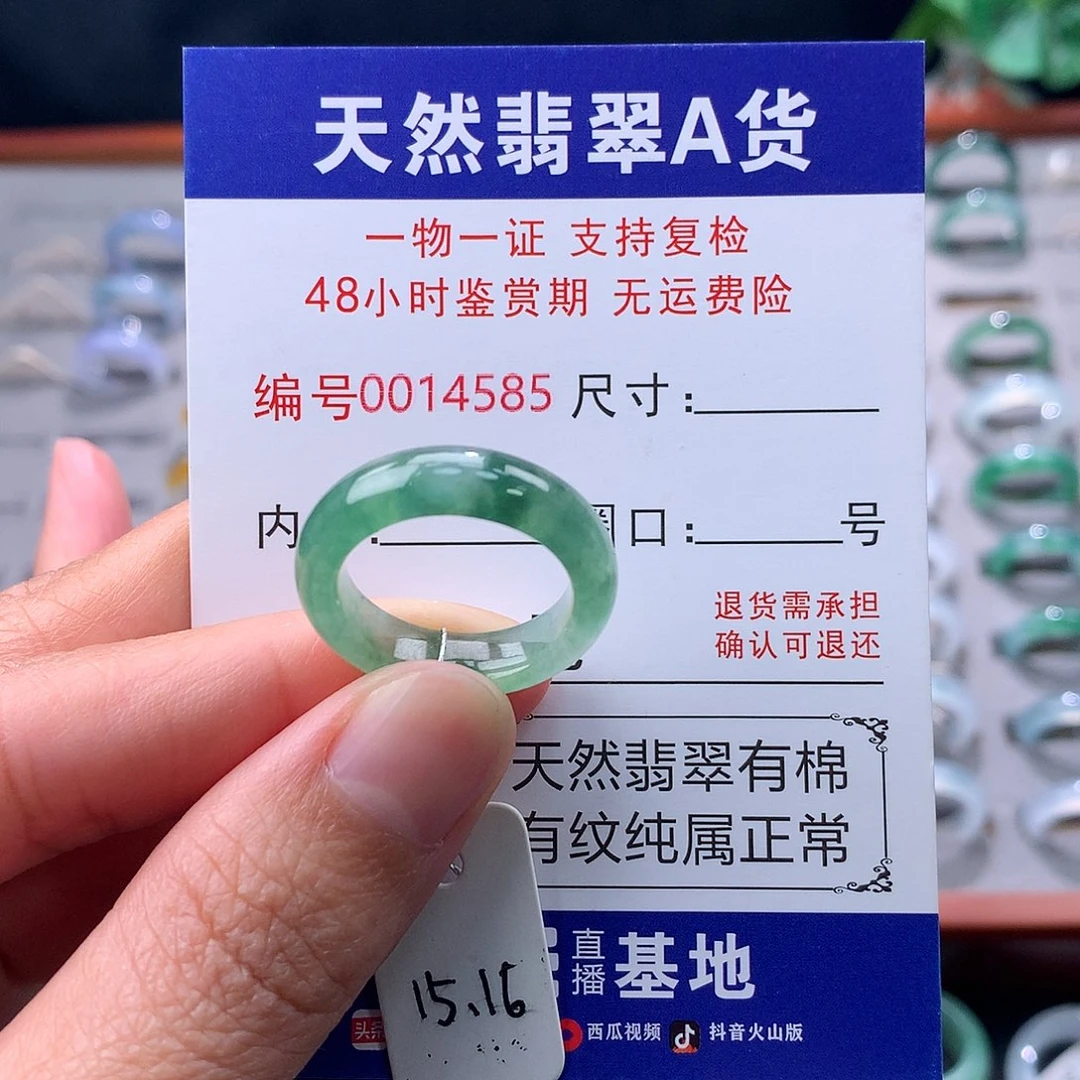 天然翡翠A货
一物一证 支持复检
48小时鉴赏期 无运费险
编号0014585 尺寸:
内 : 圈口: 号
退货需承担
确认可退还
天然翡翠有棉
有纹纯属正常
直播基地
15.16
头条 西瓜视频 抖音火山版